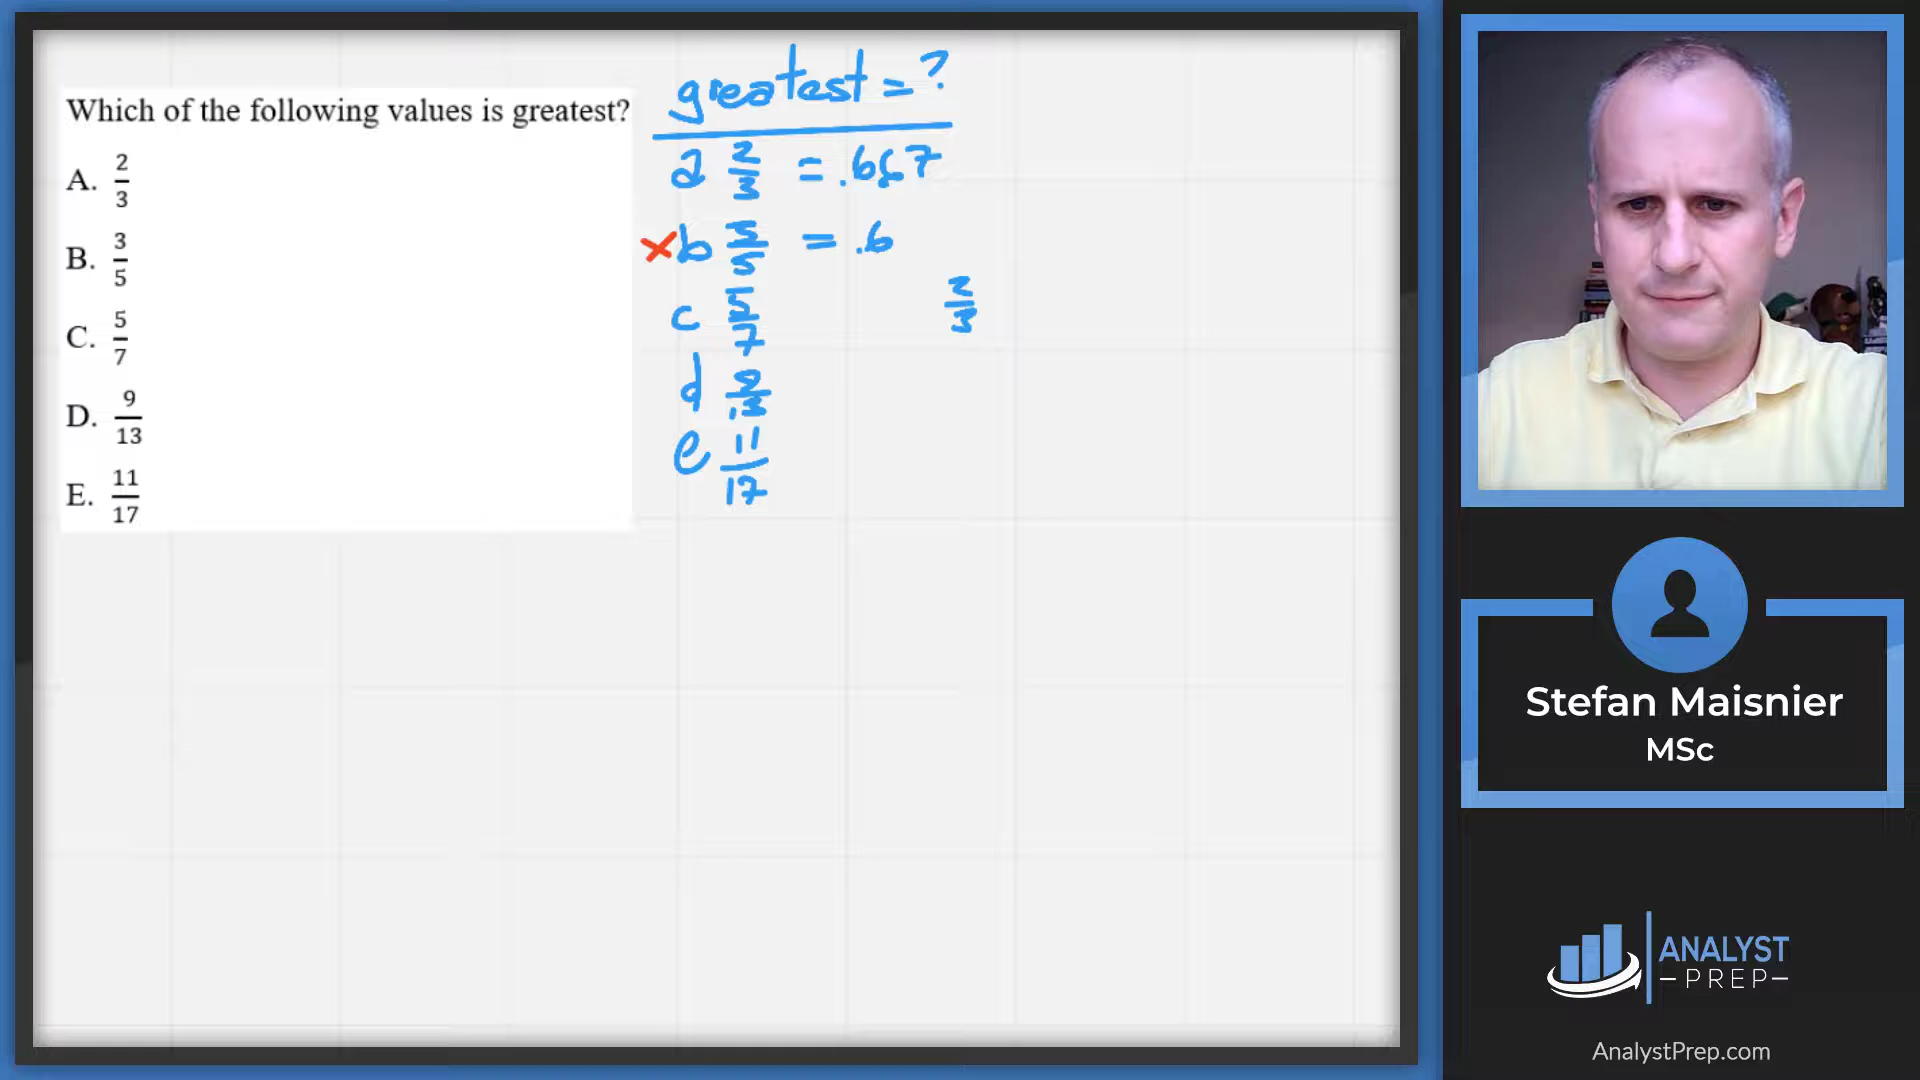 Which of the following values is greatest?
A. 2/3
B. 3/5
C. 5/7
D. 9/13
E. 11/17
greatest = ?
a 2/3 = .667
× b 3/5 = .6
2/3
c 5/7
d 9/13
e 11/17
Stefan Maisnier
MSc
ANALYST
PREP
AnalystPrep.com